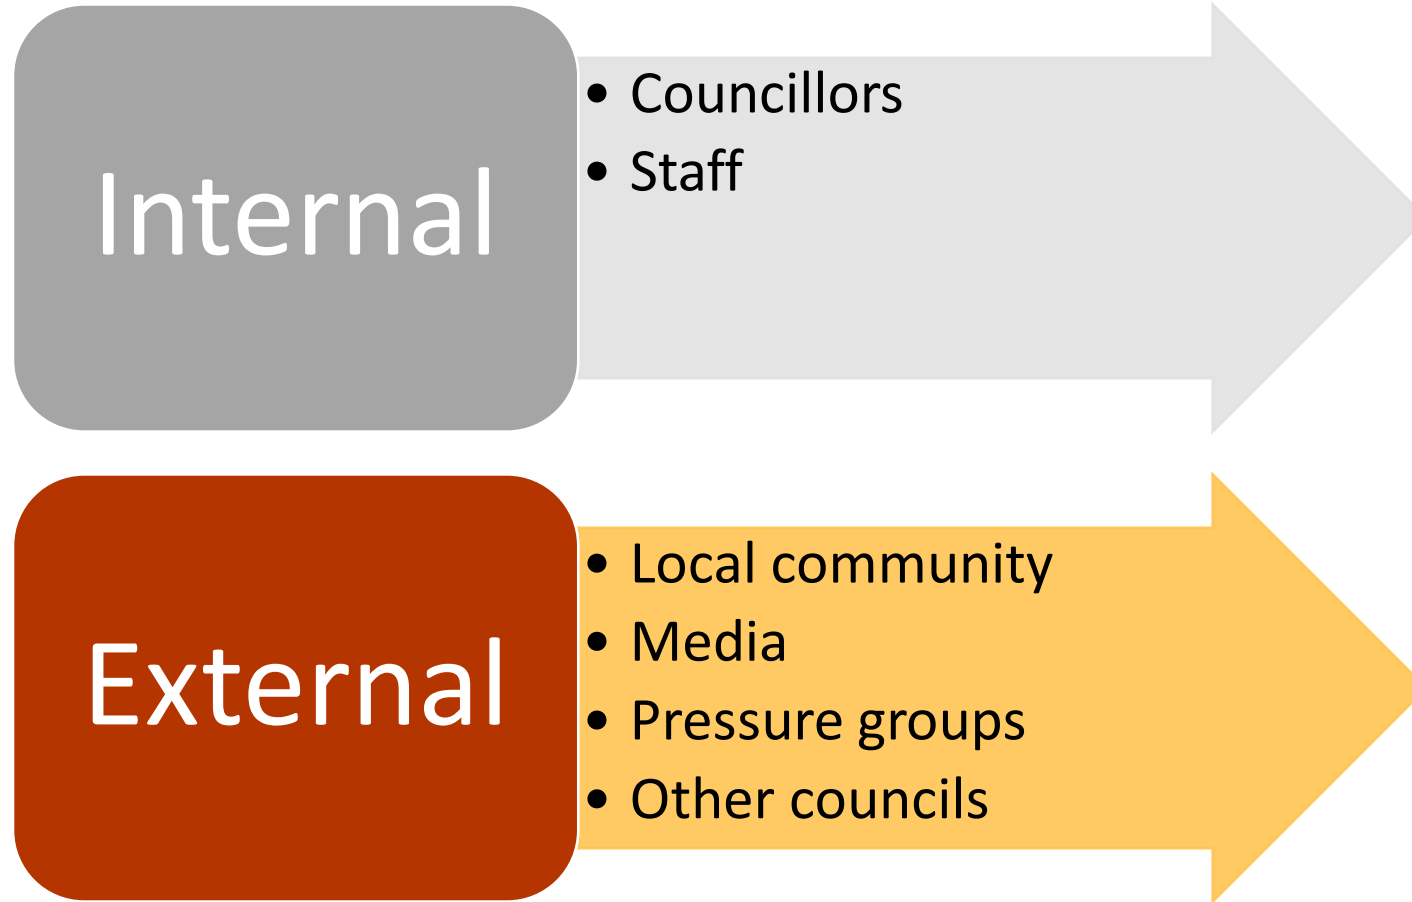 Internal
• Councillors
• Staff
External
• Local community
• Media
• Pressure groups
• Other councils